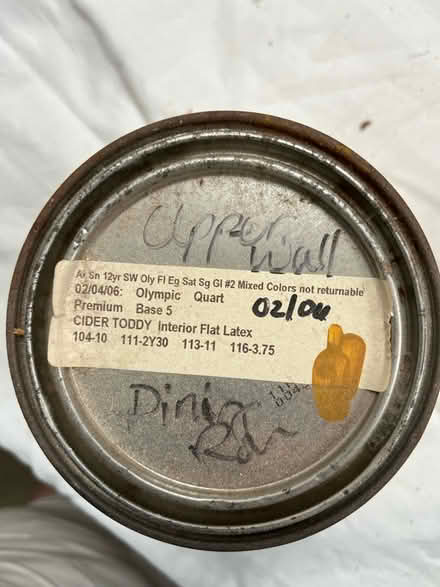 Upper
Wall
Ar Sn 12yr SW Oly Fl Eg Sat Sg Gl #2 Mixed Colors not returnable
02/04/06: Olympic Quart
02/04
Premium Base 5
CIDER TODDY Interior Flat Latex
104-10 111-2Y30 113-11 116-3.75
Dining
Rm